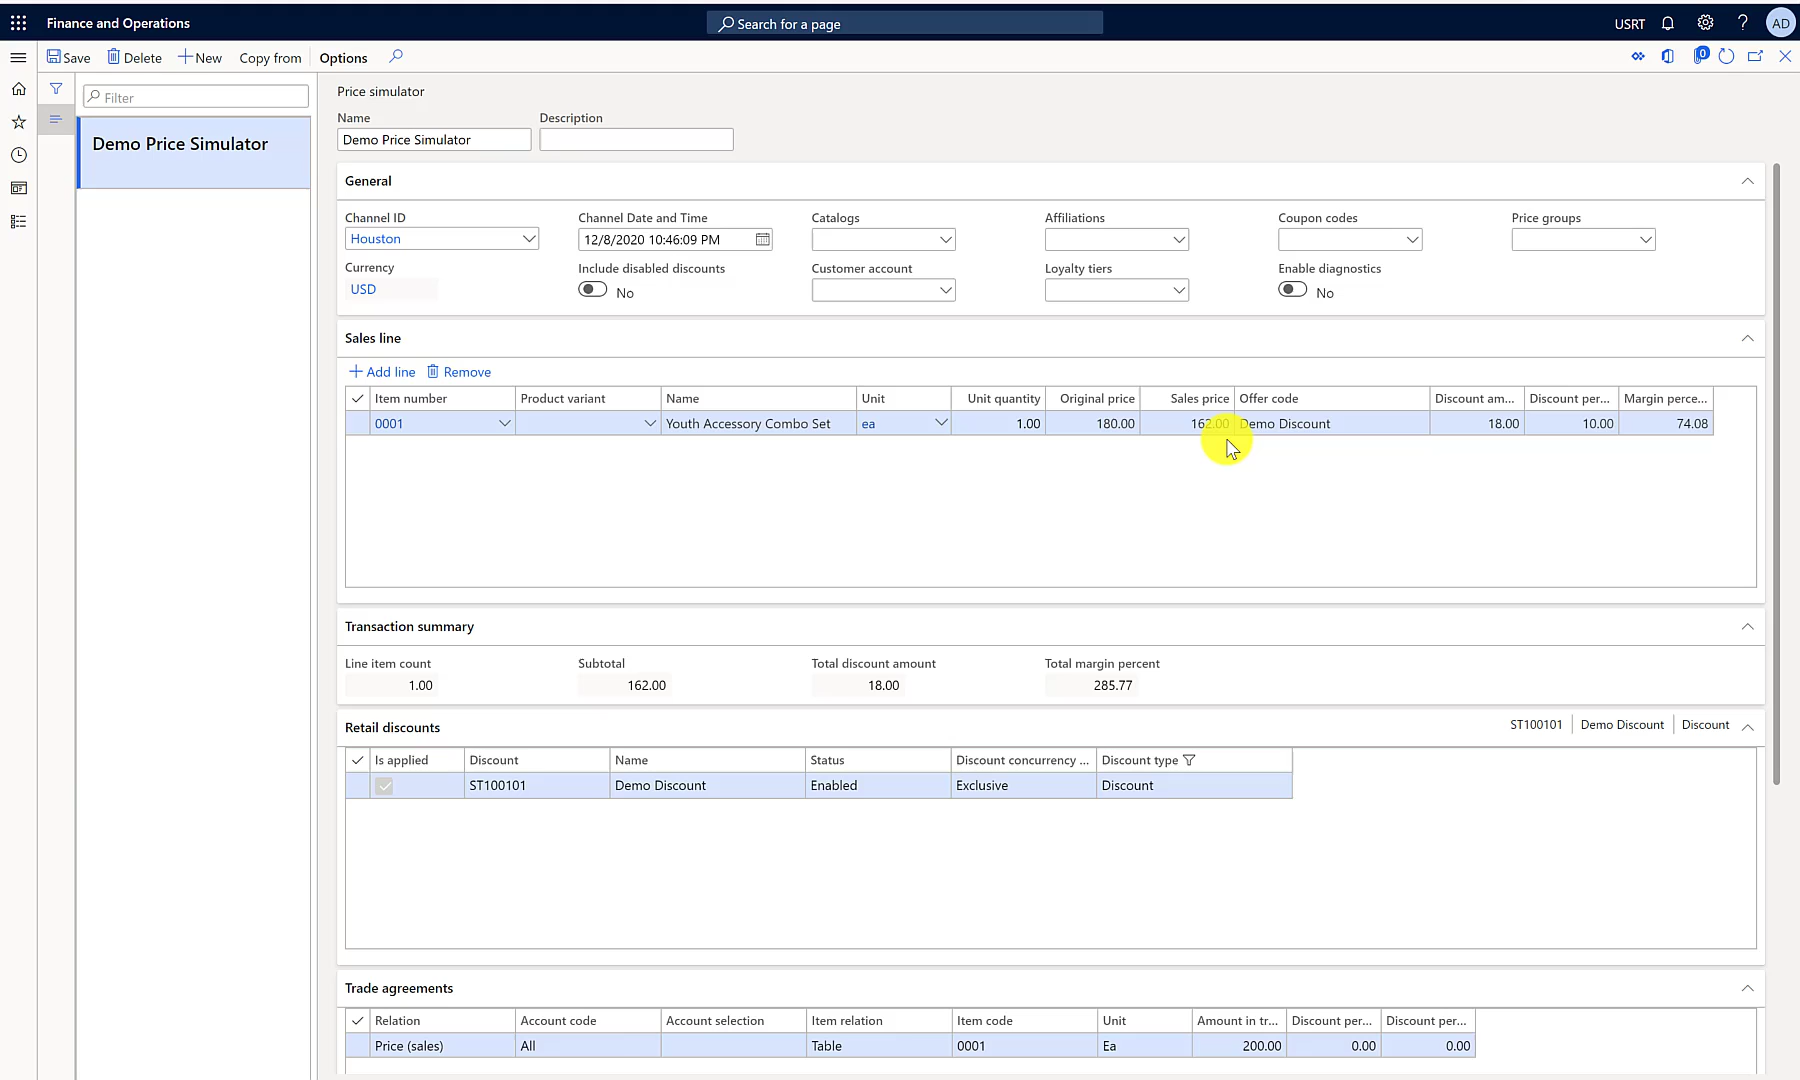 Finance and Operations
Search for a page
USRT
?
AD
Save
Delete
New
Copy from
Options
0
Filter
Demo Price Simulator
Price simulator
Name
Description
Demo Price Simulator
General
Channel ID
Channel Date and Time
Catalogs
Affiliations
Coupon codes
Price groups
Houston
12/8/2020 10:46:09 PM
Currency
Include disabled discounts
Customer account
Loyalty tiers
Enable diagnostics
USD
No
No
Sales line
Add line
Remove
Item number
Product variant
Name
Unit
Unit quantity
Original price
Sales price
Offer code
Discount am...
Discount per...
Margin perce...
0001
Youth Accessory Combo Set
ea
1.00
180.00
162.00
Demo Discount
18.00
10.00
74.08
Transaction summary
Line item count
Subtotal
Total discount amount
Total margin percent
1.00
162.00
18.00
285.77
Retail discounts
ST100101
Demo Discount
Discount
Is applied
Discount
Name
Status
Discount concurrency ...
Discount type
ST100101
Demo Discount
Enabled
Exclusive
Discount
Trade agreements
Relation
Account code
Account selection
Item relation
Item code
Unit
Amount in tr...
Discount per...
Discount per...
Price (sales)
All
Table
0001
Ea
200.00
0.00
0.00